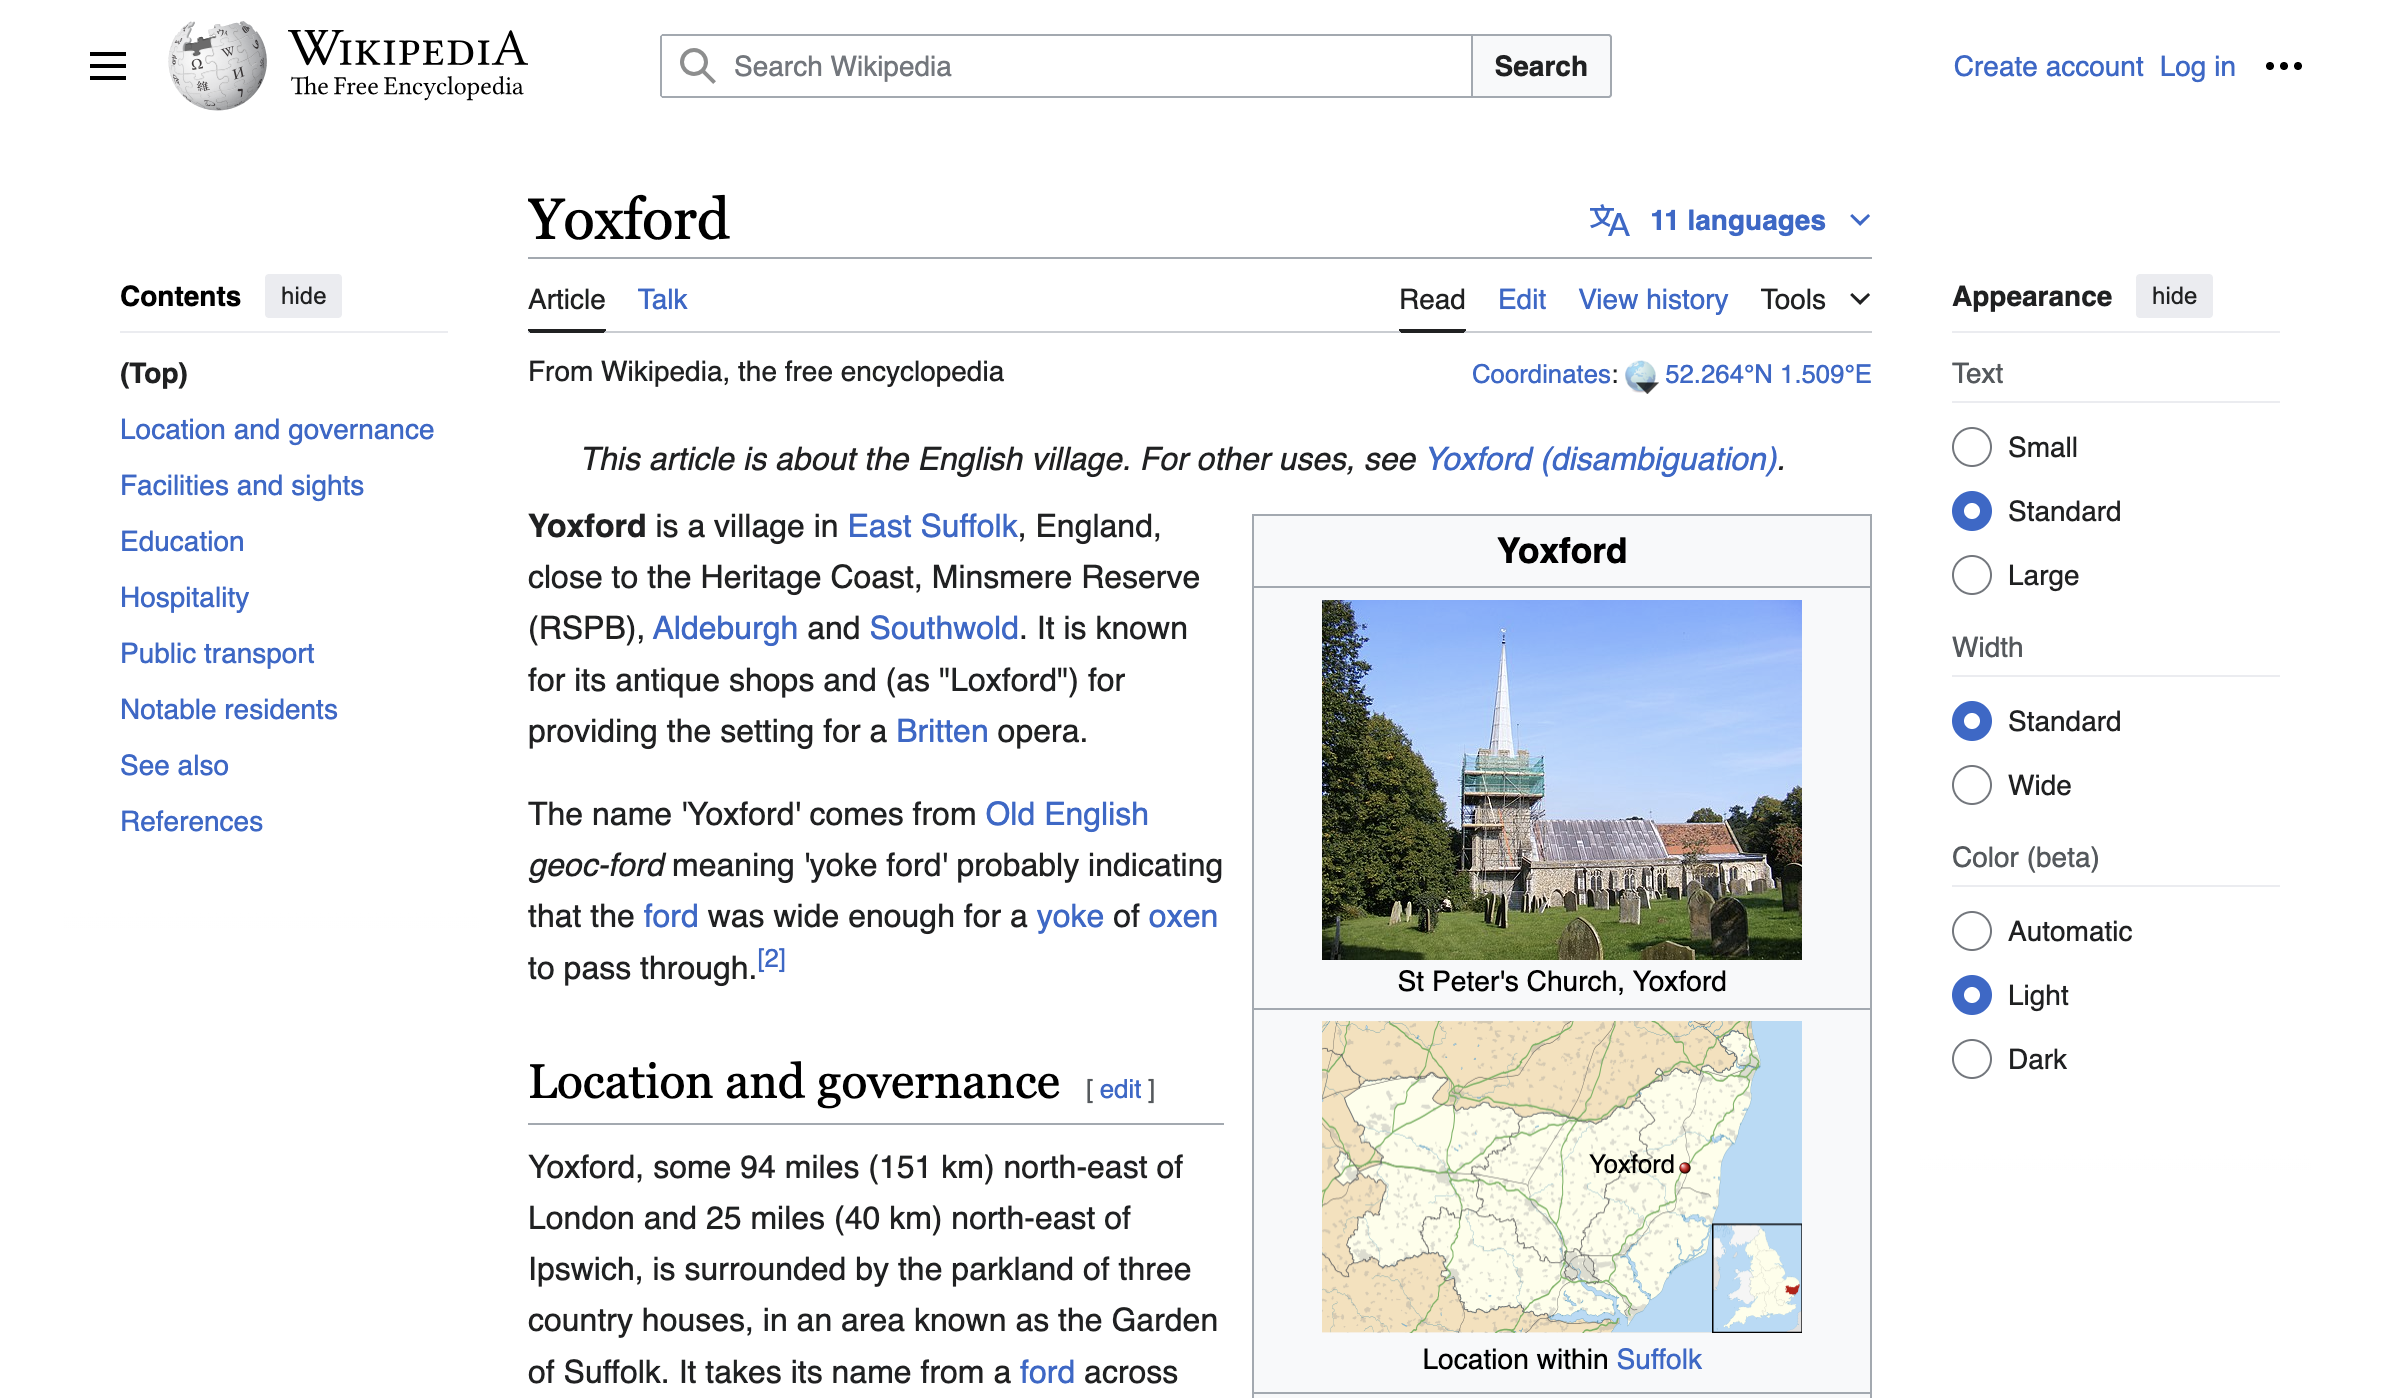 WIKIPEDIA
The Free Encyclopedia
Search Wikipedia
Search
Create account
Log in
Contents
hide
(Top)
Location and governance
Facilities and sights
Education
Hospitality
Public transport
Notable residents
See also
References
Yoxford
11 languages
Article
Talk
Read
Edit
View history
Tools
From Wikipedia, the free encyclopedia
Coordinates: 52.264°N 1.509°E
This article is about the English village. For other uses, see Yoxford (disambiguation).
Yoxford is a village in East Suffolk, England,
close to the Heritage Coast, Minsmere Reserve
(RSPB), Aldeburgh and Southwold. It is known
for its antique shops and (as "Loxford") for
providing the setting for a Britten opera.
The name 'Yoxford' comes from Old English
geoc-ford meaning 'yoke ford' probably indicating
that the ford was wide enough for a yoke of oxen
to pass through.[2]
Location and governance [ edit ]
Yoxford, some 94 miles (151 km) north-east of
London and 25 miles (40 km) north-east of
Ipswich, is surrounded by the parkland of three
country houses, in an area known as the Garden
of Suffolk. It takes its name from a ford across
Yoxford
St Peter's Church, Yoxford
Yoxford
Location within Suffolk
Appearance
hide
Text
Small
Standard
Large
Width
Standard
Wide
Color (beta)
Automatic
Light
Dark